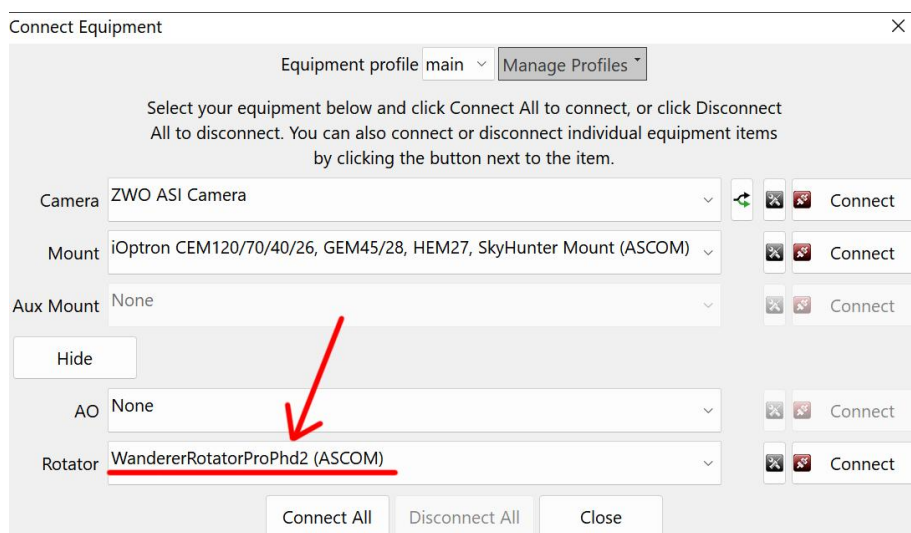 Connect Equipment
Equipment profile main Manage Profiles
Select your equipment below and click Connect All to connect, or click Disconnect
All to disconnect. You can also connect or disconnect individual equipment items
by clicking the button next to the item.
Camera ZWO ASI Camera Connect
Mount iOptron CEM120/70/40/26, GEM45/28, HEM27, SkyHunter Mount (ASCOM) Connect
Aux Mount None Connect
Hide
AO None Connect
Rotator WandererRotatorProPhd2 (ASCOM) Connect
Connect All Disconnect All Close